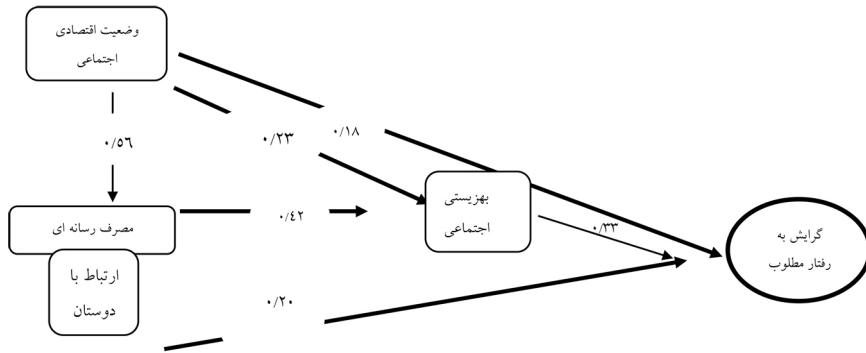 وضعیت اقتصادی
اجتماعی
۰/۱۸
۰/۲۳
۰/۵۶
بهزیستی
اجتماعی
۰/۴۲
مصرف رسانه ای
۰/۳۳
گرایش به
رفتار مطلوب
ارتباط با
دوستان
۰/۲۰